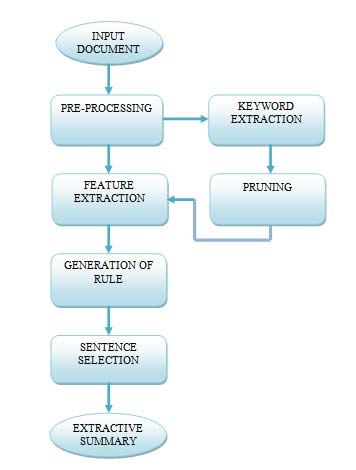 INPUT
DOCUMENT
PRE-PROCESSING
KEYWORD
EXTRACTION
FEATURE
EXTRACTION
PRUNING
GENERATION OF
RULE
SENTENCE
SELECTION
EXTRACTIVE
SUMMARY